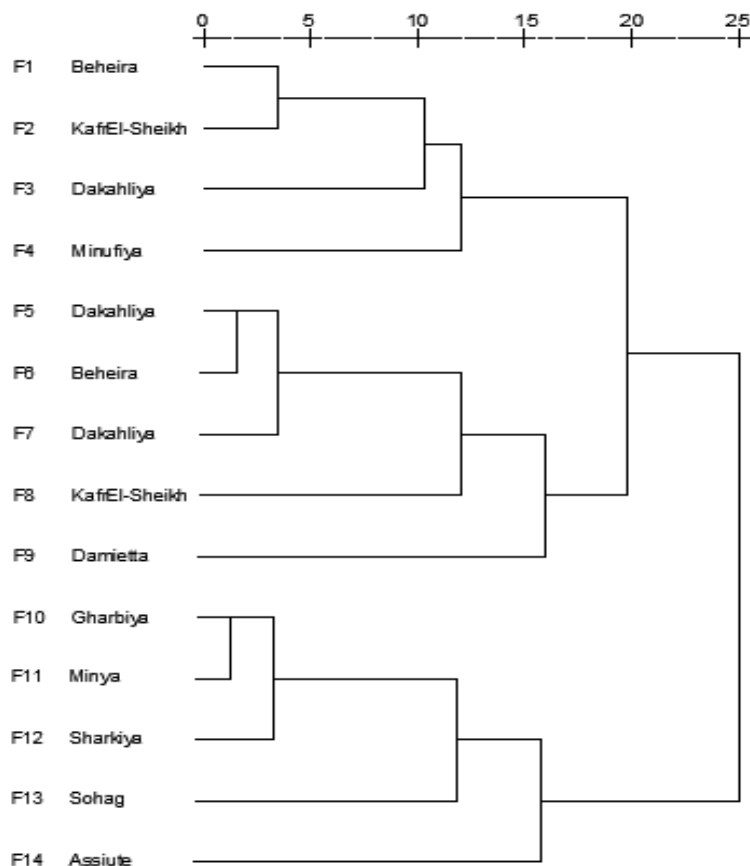 0 5 10 15 20 25
F1 Beheira
F2 KafrEl-Sheikh
F3 Dakahliya
F4 Minufiya
F5 Dakahliya
F6 Beheira
F7 Dakahliya
F8 KafrEl-Sheikh
F9 Damietta
F10 Gharbiya
F11 Minya
F12 Sharkiya
F13 Sohag
F14 Assiute